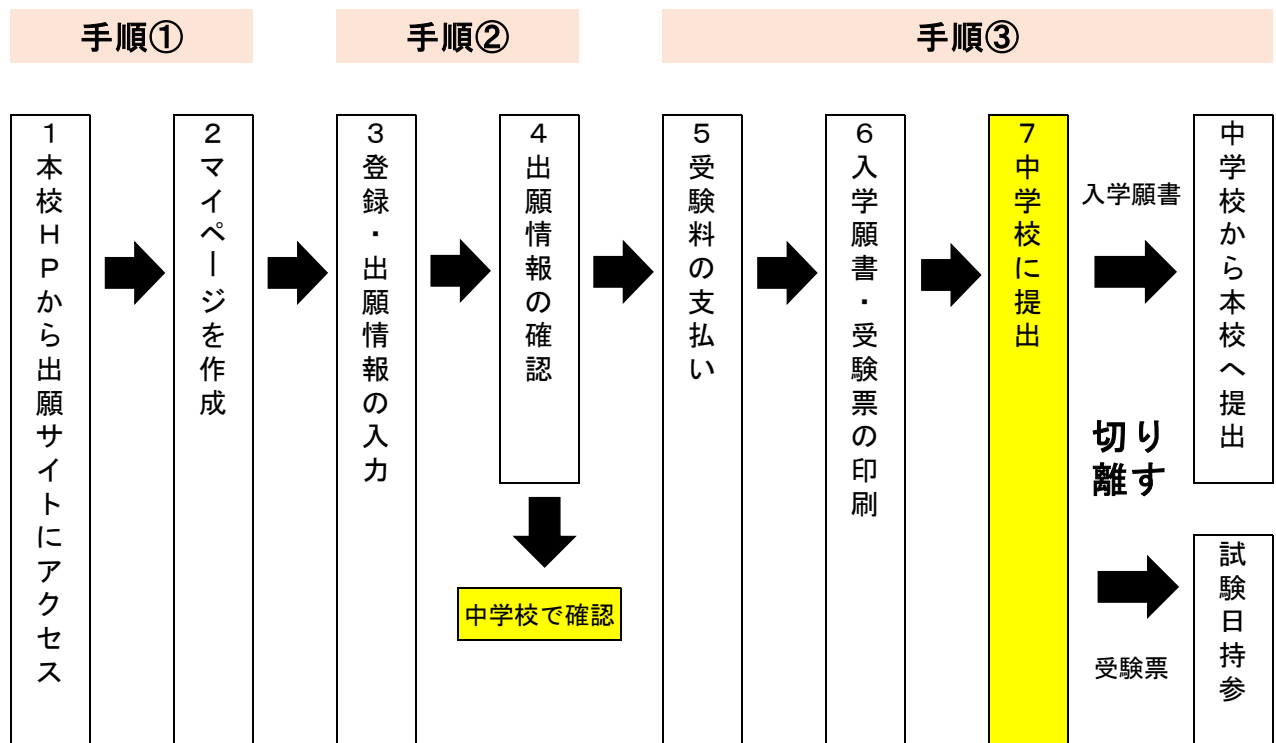 手順①
手順②
手順③
1本校HPから出願サイトにアクセス
2マイページを作成
3登録・出願情報の入力
4出願情報の確認
中学校で確認
5受験料の支払い
6入学願書・受験票の印刷
7中学校に提出
入学願書
切り
離す
受験票
中学校から本校へ提出
試験日持参